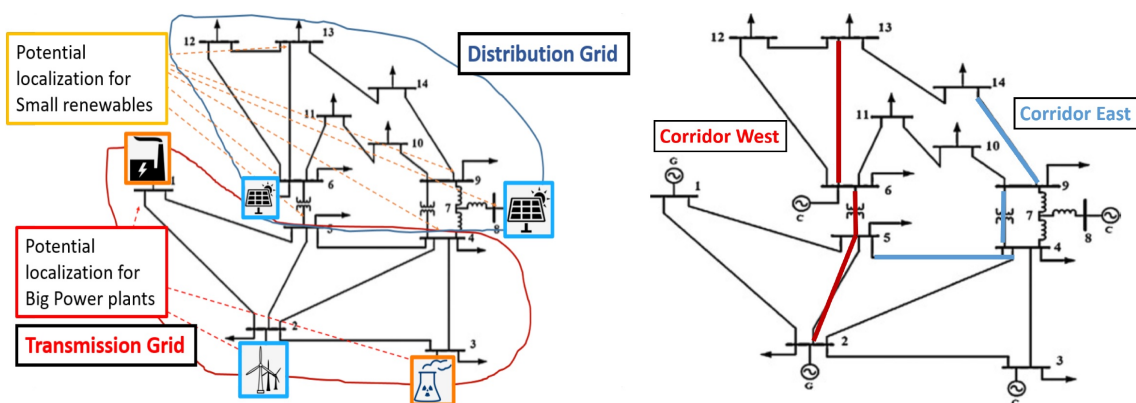 Potential
localization for
Small renewables
Distribution Grid
12
13
14
11
10
6
9
7
8
1
5
4
2
3
Potential
localization for
Big Power plants
Transmission Grid
12
13
14
Corridor West
Corridor East
11
10
G
1
6
C
9
7
8
C
5
4
2
G
3
G